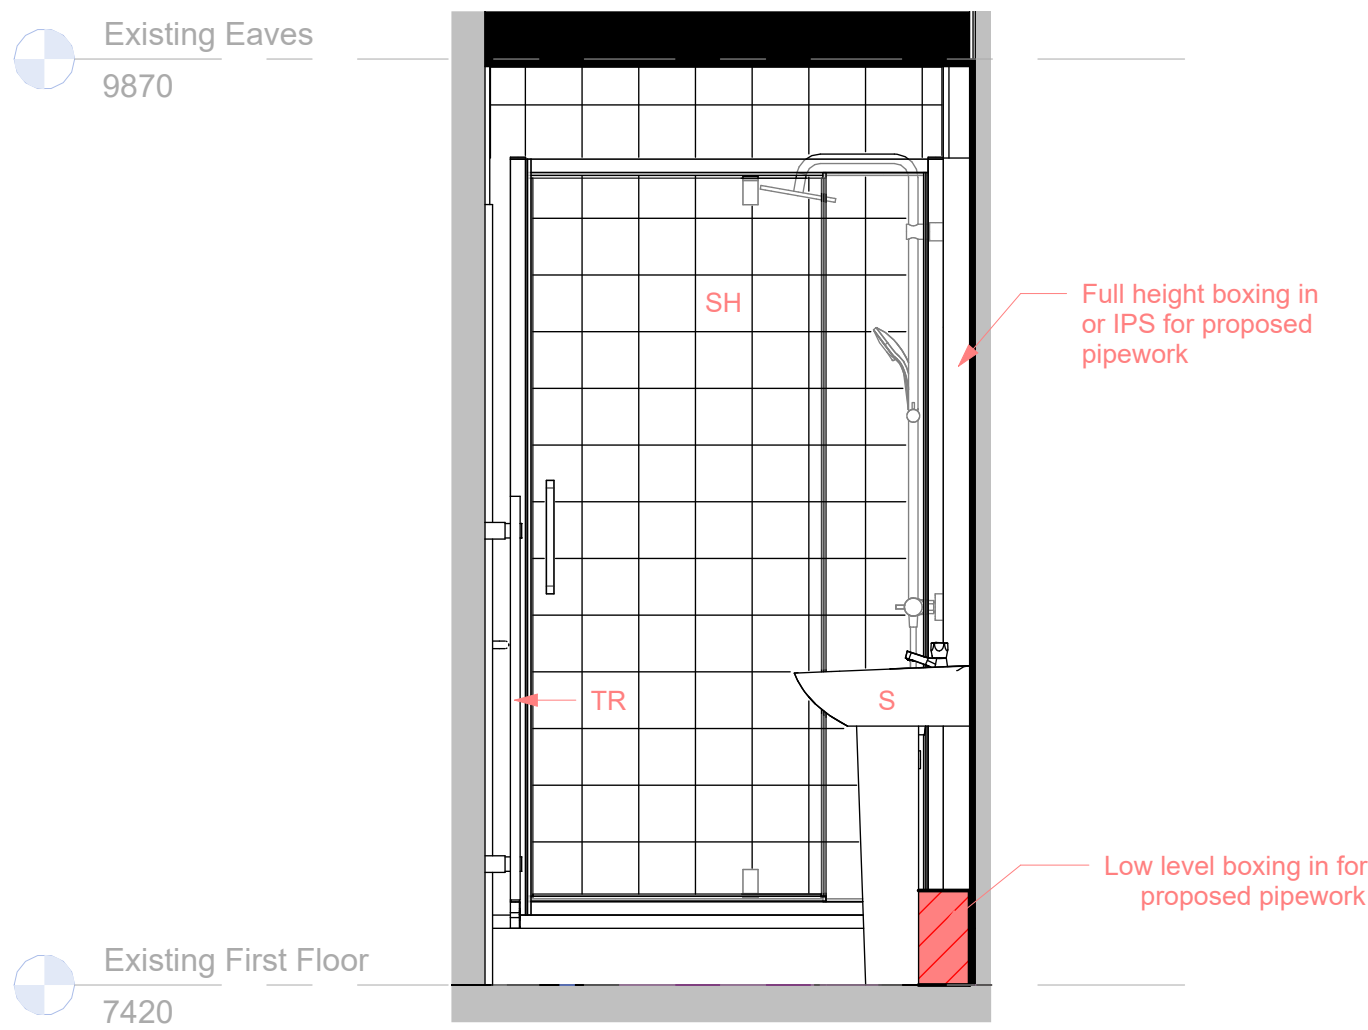 Existing Eaves
9870
SH
Full height boxing in
or IPS for proposed
pipework
TR
S
Low level boxing in for
proposed pipework
Existing First Floor
7420